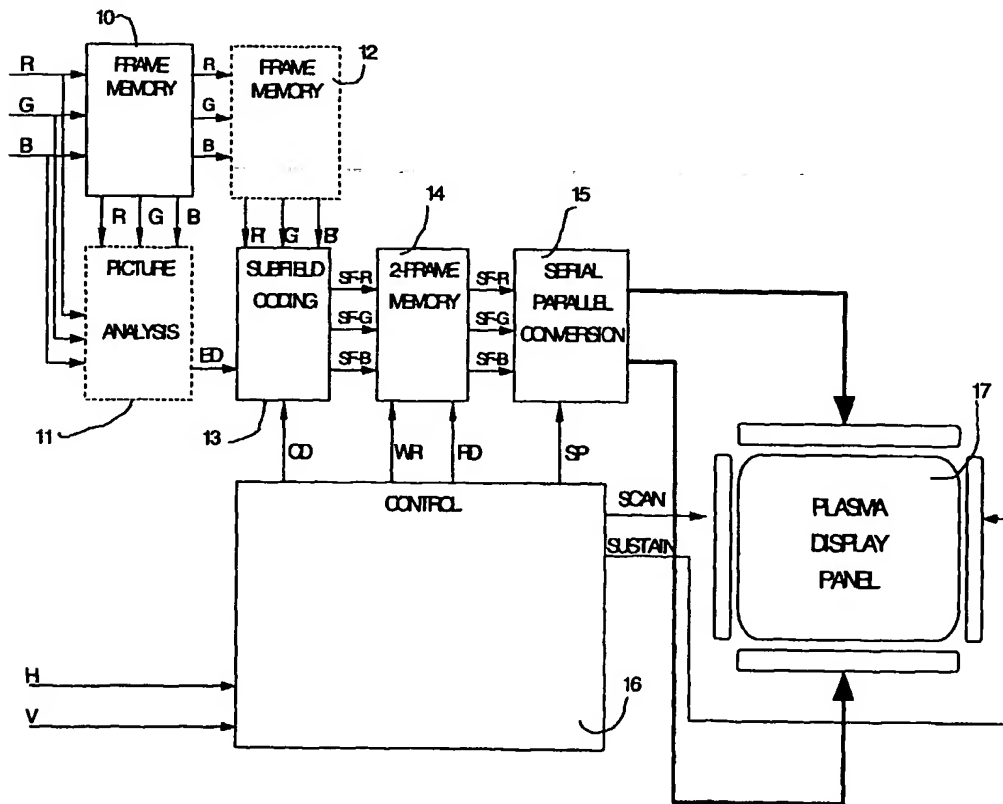 10
FRAME
MEMORY
12
FRAME
MEMORY
R
G
B
R
G
B
R G B
R G B
11
PICTURE
ANALYSIS
ED
13
SUBFIELD
CODING
SF-R
SF-G
SF-B
14
2-FRAME
MEMORY
SF-R
SF-G
SF-B
15
SERIAL
PARALLEL
CONVERSION
CD
WR
RD
SP
CONTROL
SCAN
SUSTAIN
H
V
16
17
PLASMA
DISPLAY
PANEL